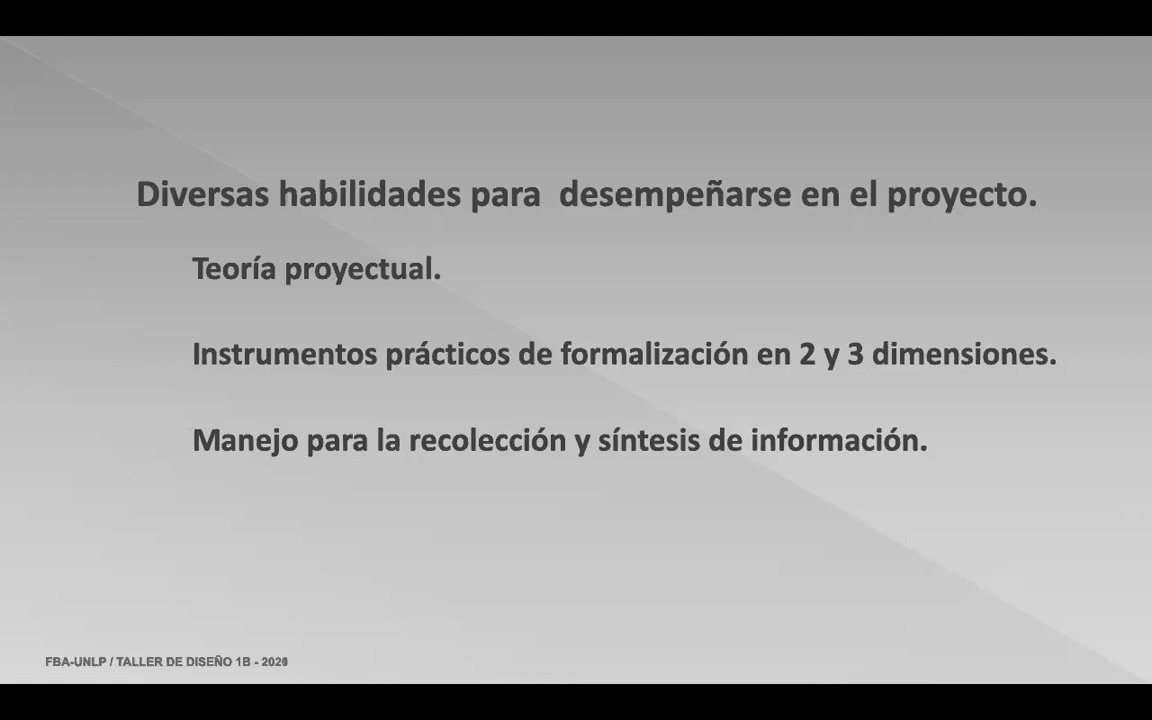 Diversas habilidades para desempeñarse en el proyecto.
Teoría proyectual.
Instrumentos prácticos de formalización en 2 y 3 dimensiones.
Manejo para la recolección y síntesis de información.
FBA-UNLP / TALLER DE DISEÑO 1B - 2020